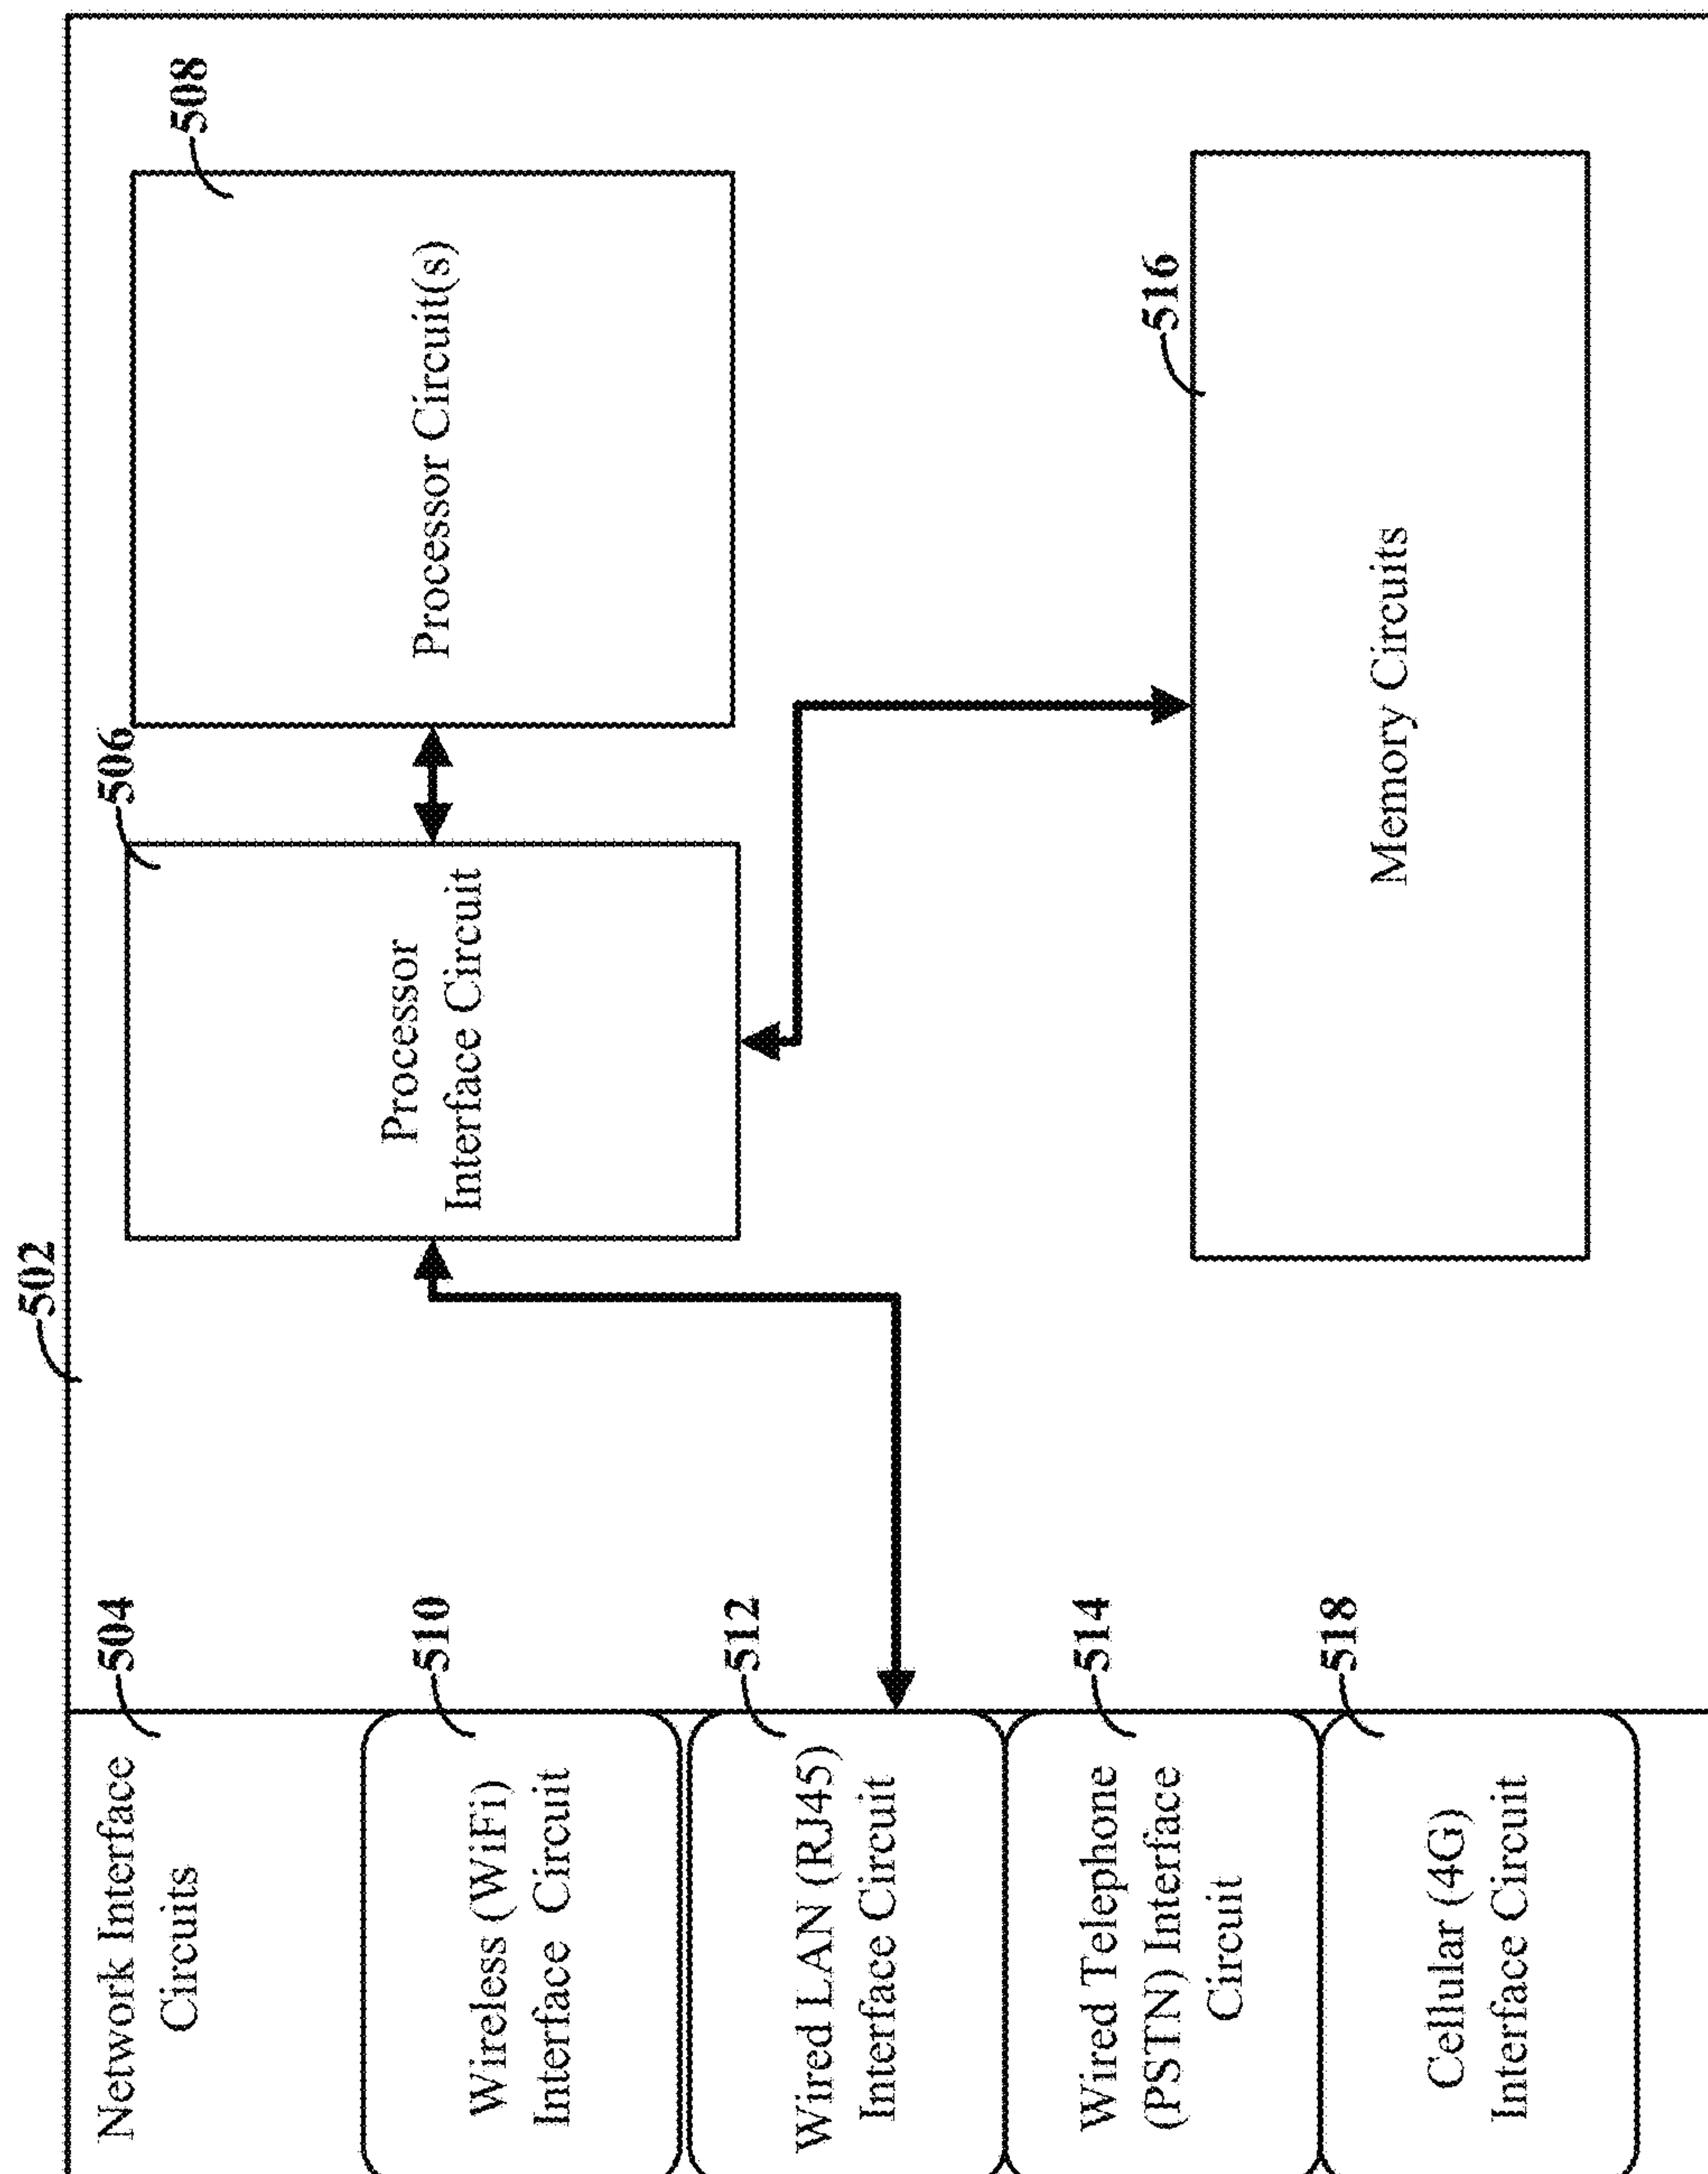 502
Network Interface
Circuits
504
Wireless (WiFi)
Interface Circuit
510
Wired LAN (RJ45)
Interface Circuit
512
Wired Telephone
(PSTN) Interface
Circuit
514
Cellular (4G)
Interface Circuit
518
Processor
Interface Circuit
506
Processor Circuit(s)
508
Memory Circuits
516